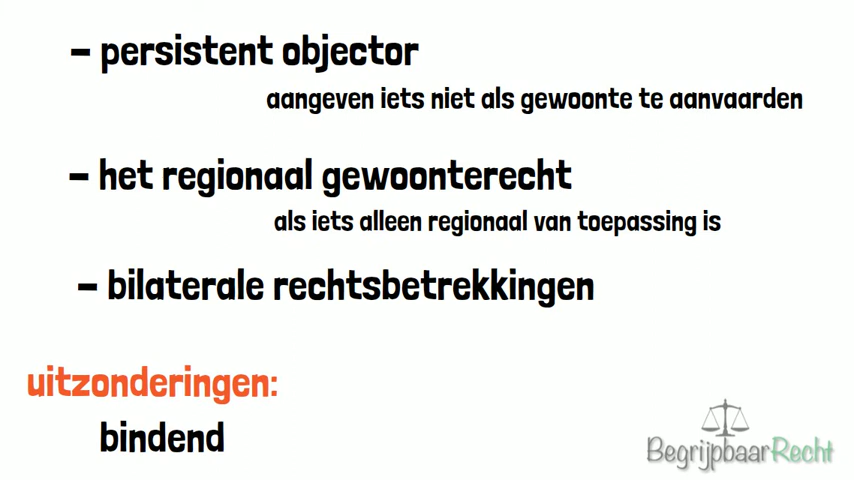 – persistent objector
aangeven iets niet als gewoonte te aanvaarden
– het regionaal gewoonterecht
als iets alleen regionaal van toepassing is
– bilaterale rechtsbetrekkingen
uitzonderingen:
bindend
BegrijpbaarRecht